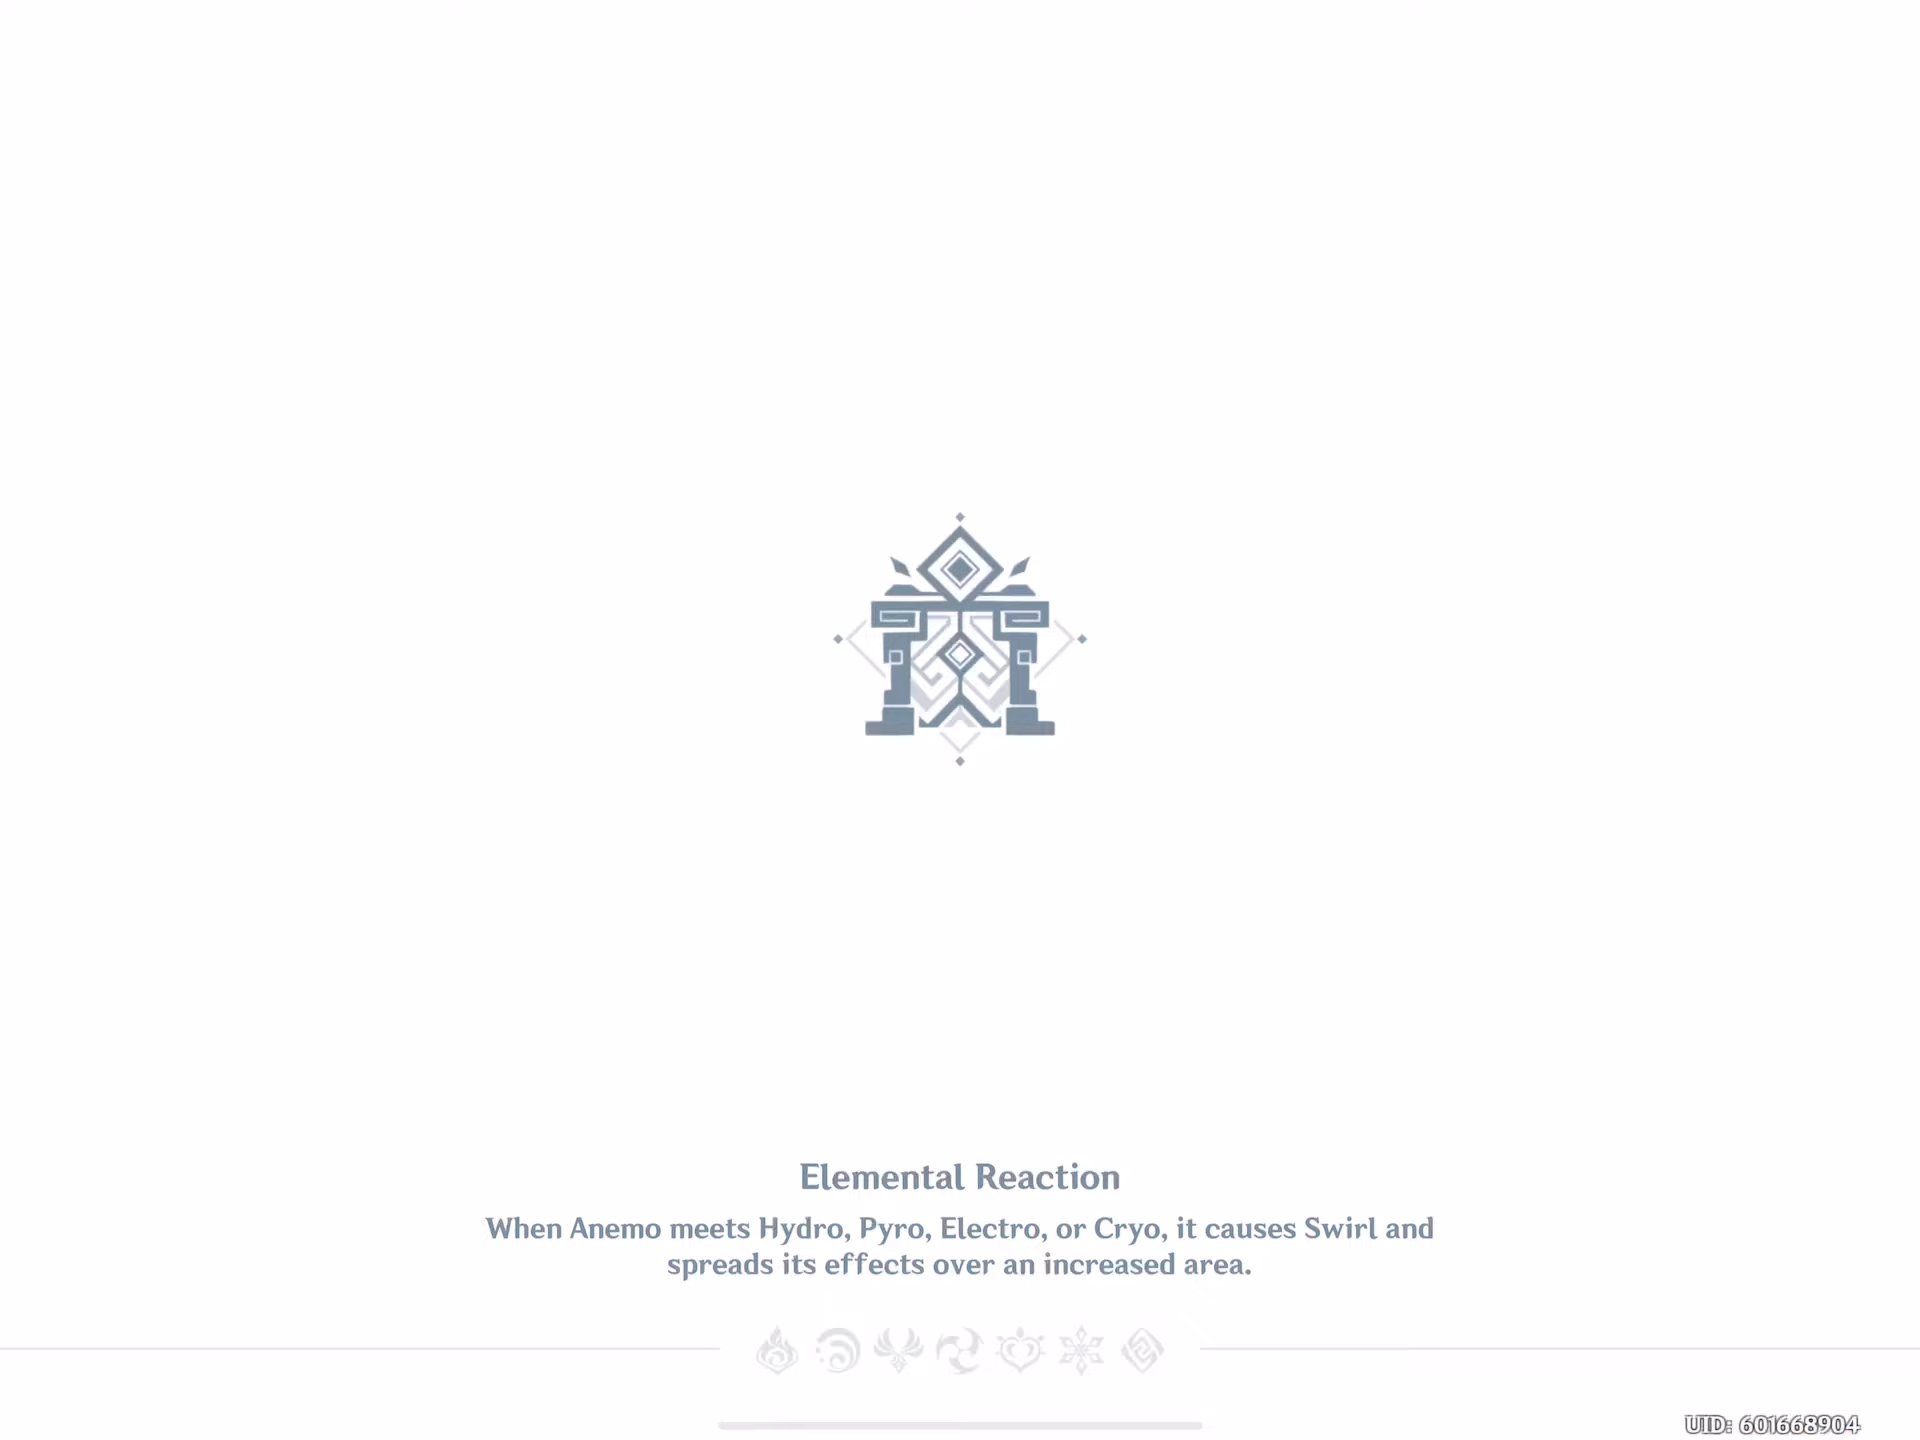 Elemental Reaction
When Anemo meets Hydro, Pyro, Electro, or Cryo, it causes Swirl and
spreads its effects over an increased area.
UID: 601668904